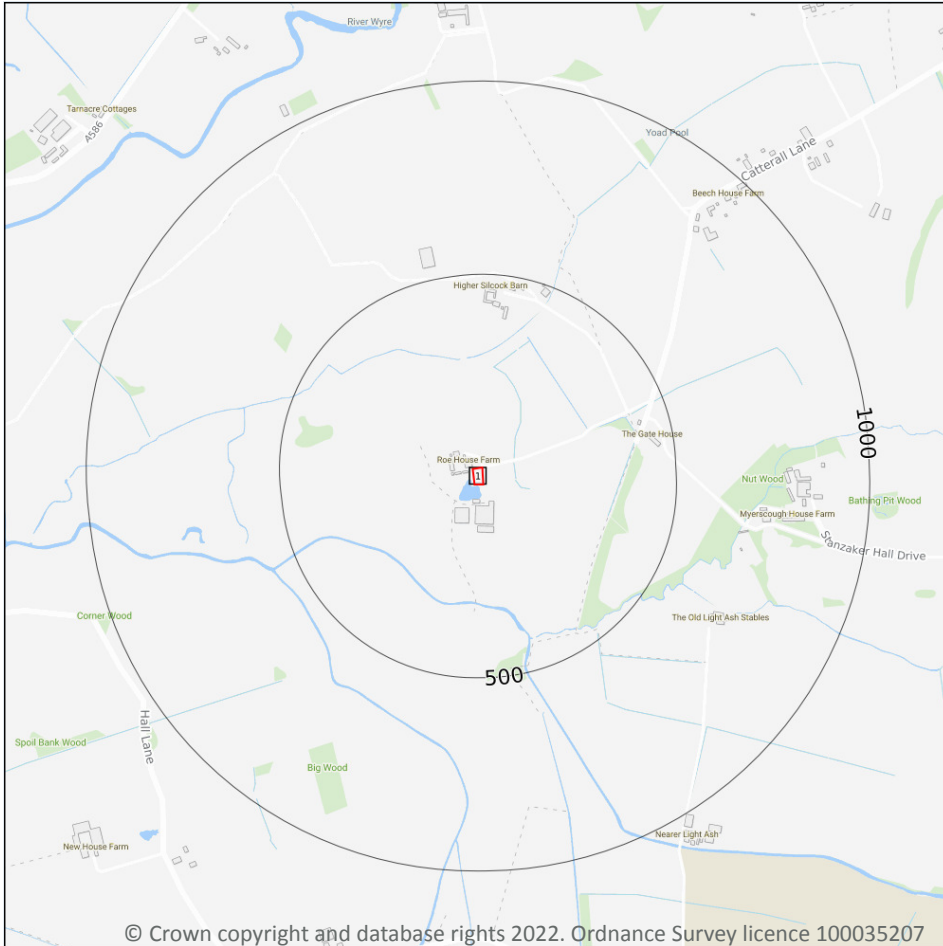 River Wyre
Tarnacre Cottages
A586
Yoad Pool
Catterall Lane
Beech House Farm
Higher Silcock Barn
1000
The Gate House
Roe House Farm
1
Nut Wood
Bathing Pit Wood
Myerscough House Farm
Stanzaker Hall Drive
Corner Wood
The Old Light Ash Stables
500
Hall Lane
Spoil Bank Wood
Big Wood
Nearer Light Ash
New House Farm
© Crown copyright and database rights 2022. Ordnance Survey licence 100035207